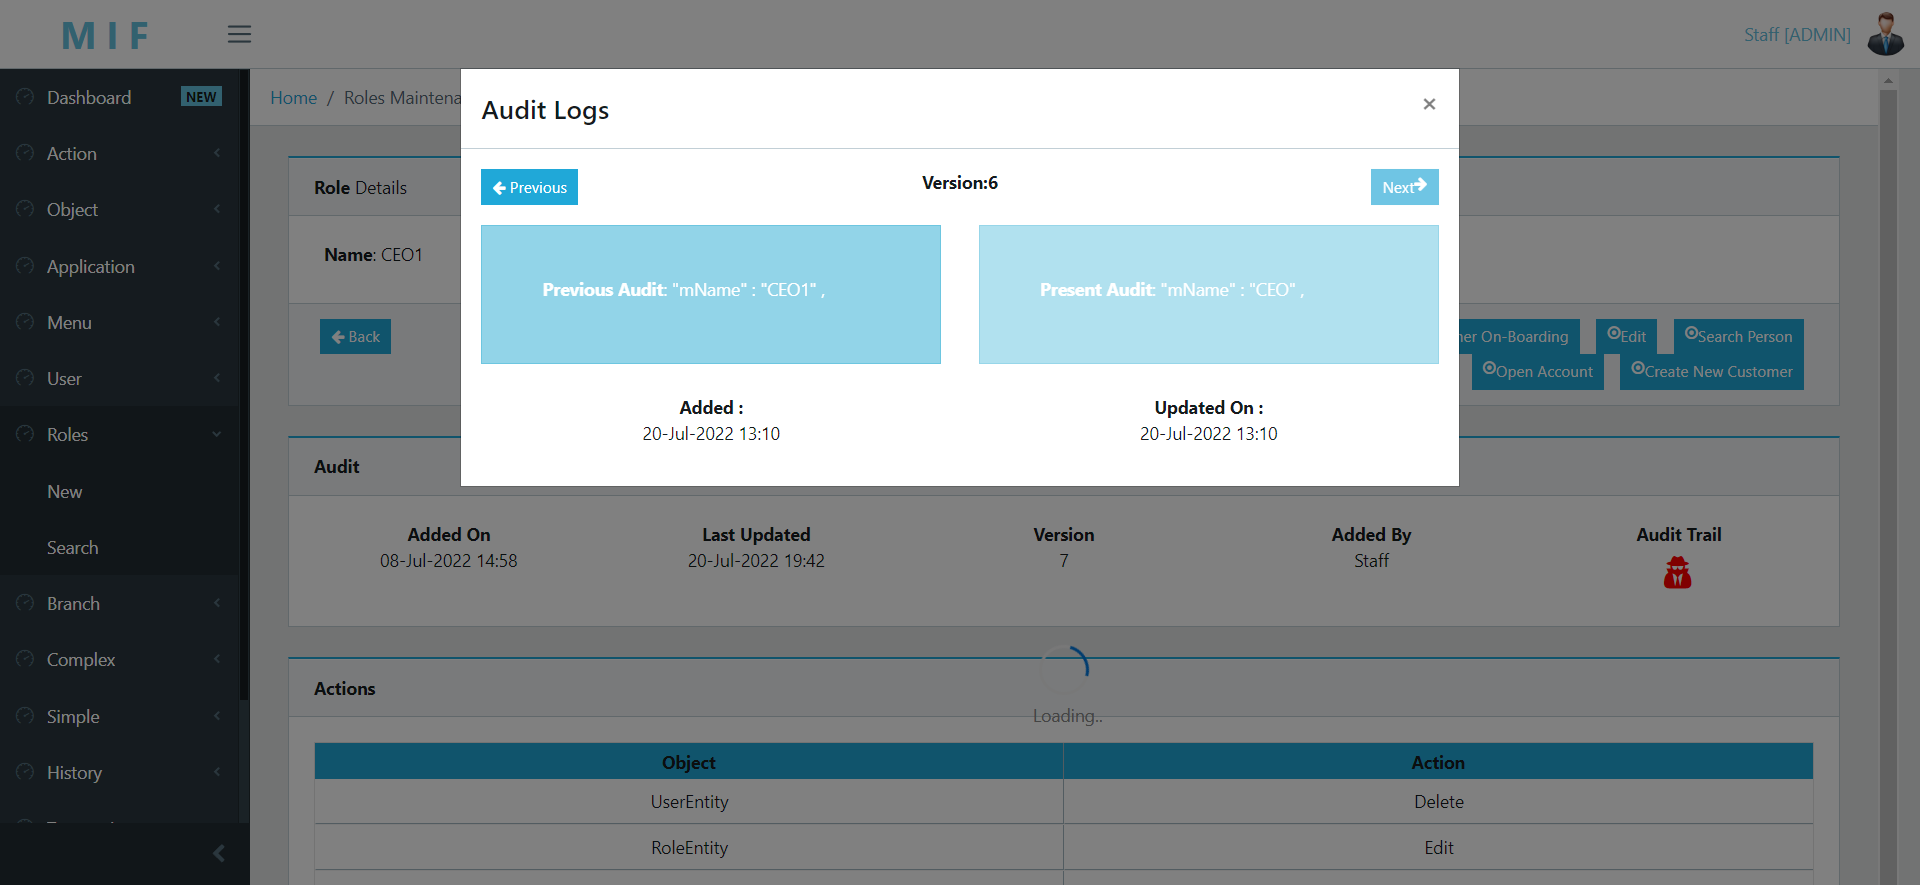 MIF
Staff [ADMIN]
Dashboard NEW
Action
Object
Application
Menu
User
Roles
New
Search
Branch
Complex
Simple
History
Home / Roles Maintena
Audit Logs ×
Previous
Version:6
Next
Previous Audit: "mName" : "CEO1" ,
Present Audit: "mName" : "CEO" ,
Added :
20-Jul-2022 13:10
Updated On :
20-Jul-2022 13:10
Role Details
Name: CEO1
Back
ner On-Boarding
Edit
Search Person
Open Account
Create New Customer
Audit
Added On
08-Jul-2022 14:58
Last Updated
20-Jul-2022 19:42
Version
7
Added By
Staff
Audit Trail
Actions
Loading..
Object Action
UserEntity Delete
RoleEntity Edit